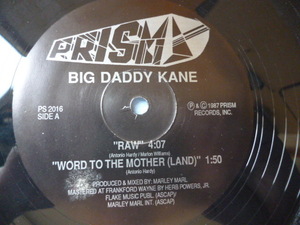 PRISM
BIG DADDY KANE
PS 2016
SIDE A
℗ & © 1987 PRISM
RECORDS, INC.
"RAW" 4:07
(Antonio Hardy / Marlon Williams)
"WORD TO THE MOTHER (LAND)" 1:50
(Antonio Hardy)
PRODUCED & MIXED BY: MARLEY MARL
MASTERED AT FRANKFORD WAYNE BY HERB POWERS, JR.
FLAKE MUSIC PUBL. (ASCAP)/
MARLEY MARL INT. (ASCAP)